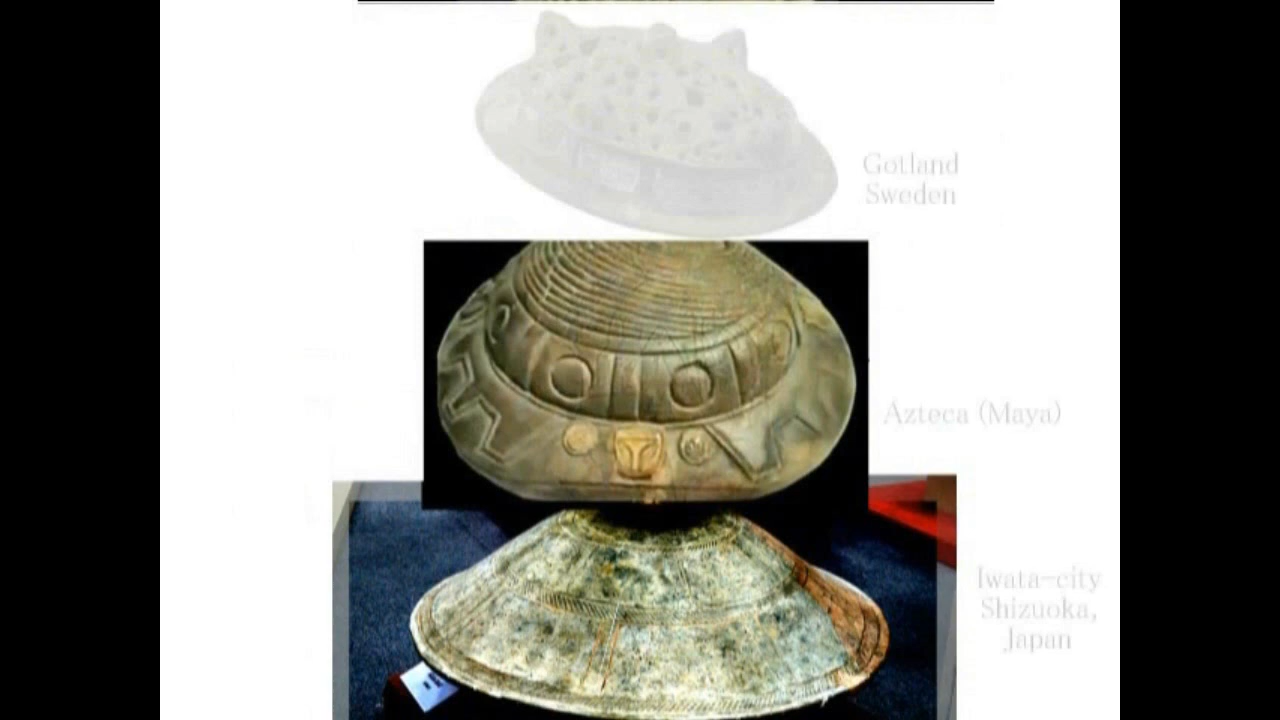 Gotland
Sweden
Azteca (Maya)
Iwata-city
Shizuoka,
Japan